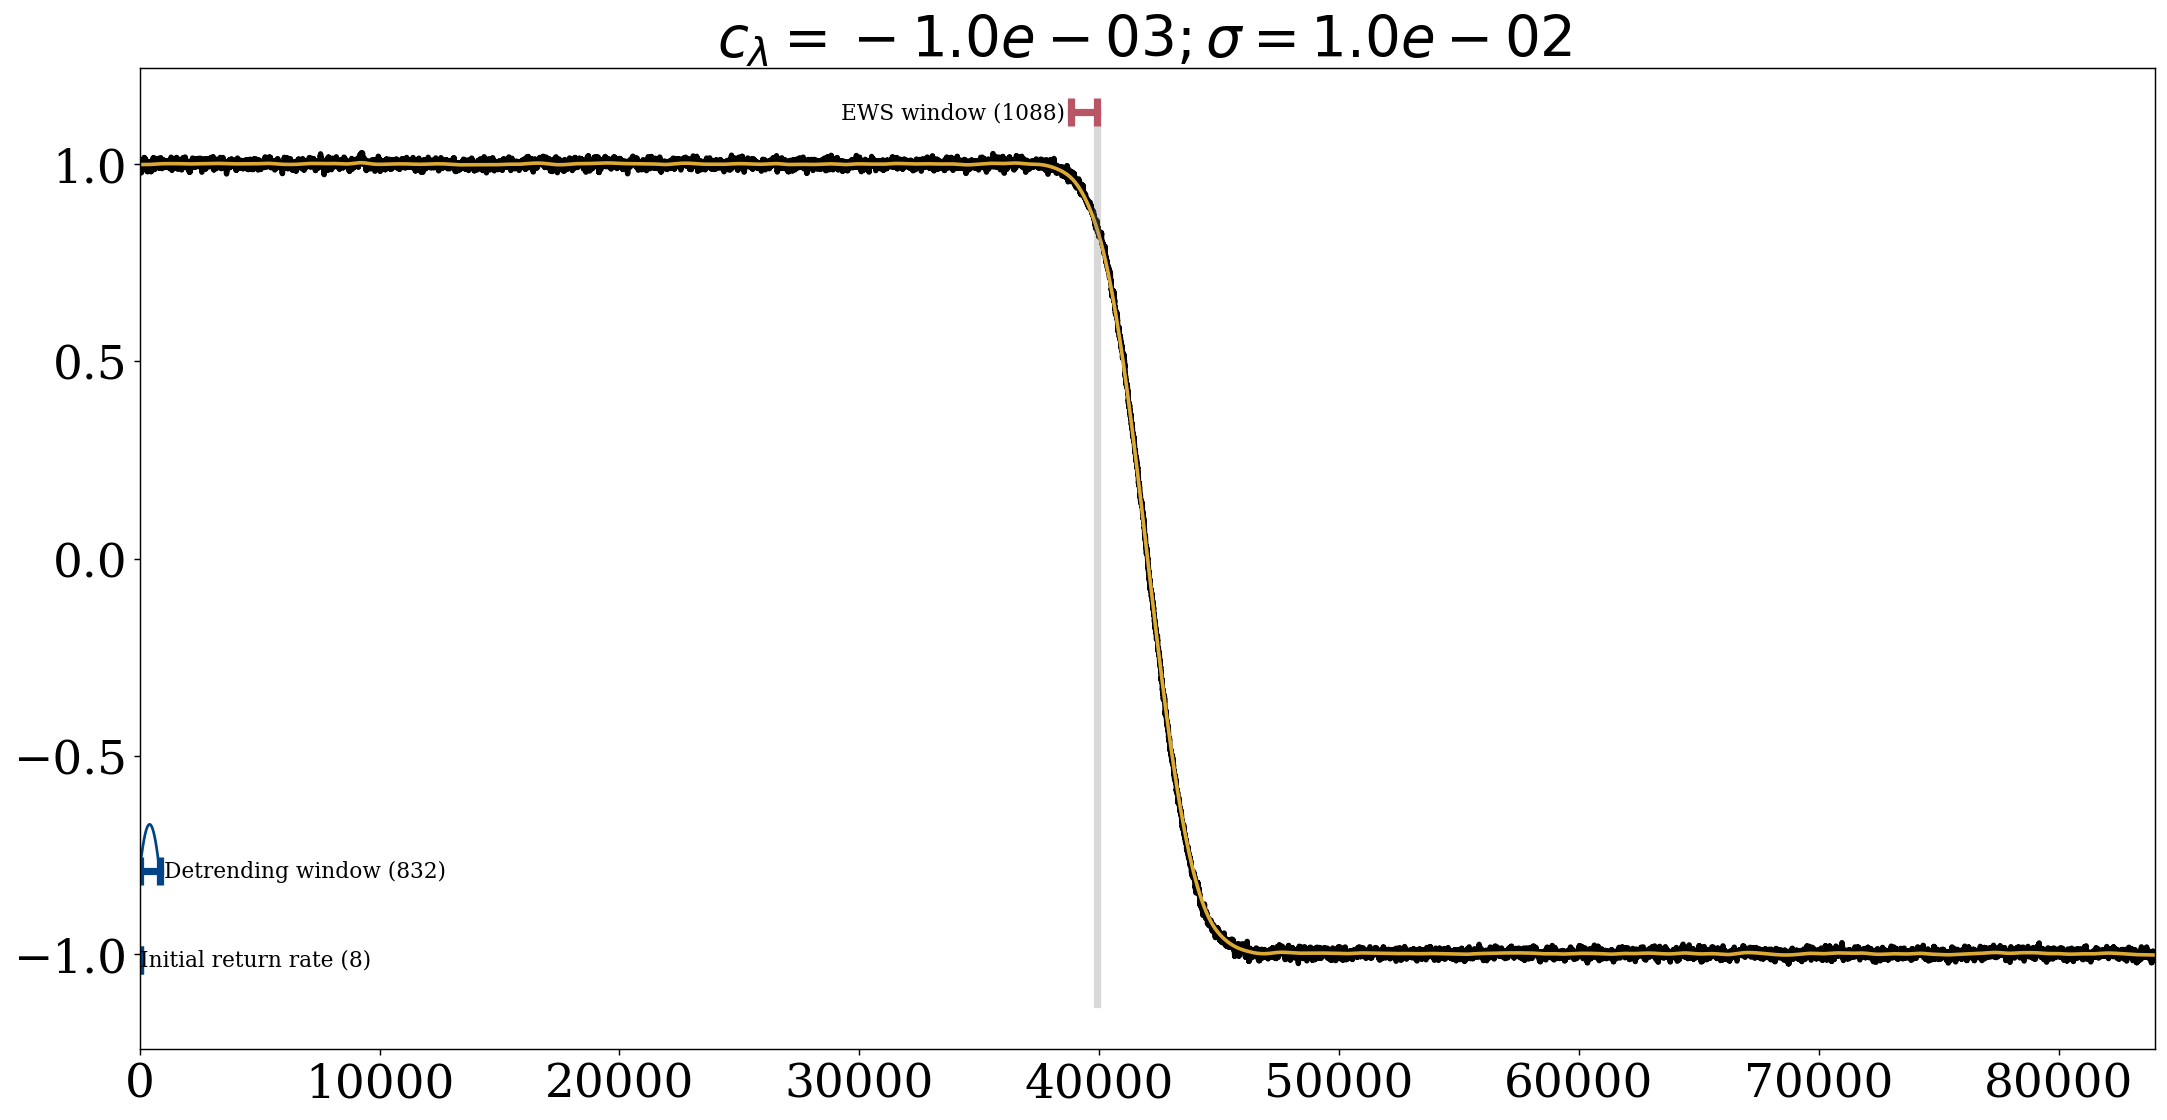 c_λ = −1.0e−03; σ = 1.0e−02
EWS window (1088)
1.0
0.5
0.0
−0.5
Detrending window (832)
−1.0
Initial return rate (8)
0 10000 20000 30000 40000 50000 60000 70000 80000